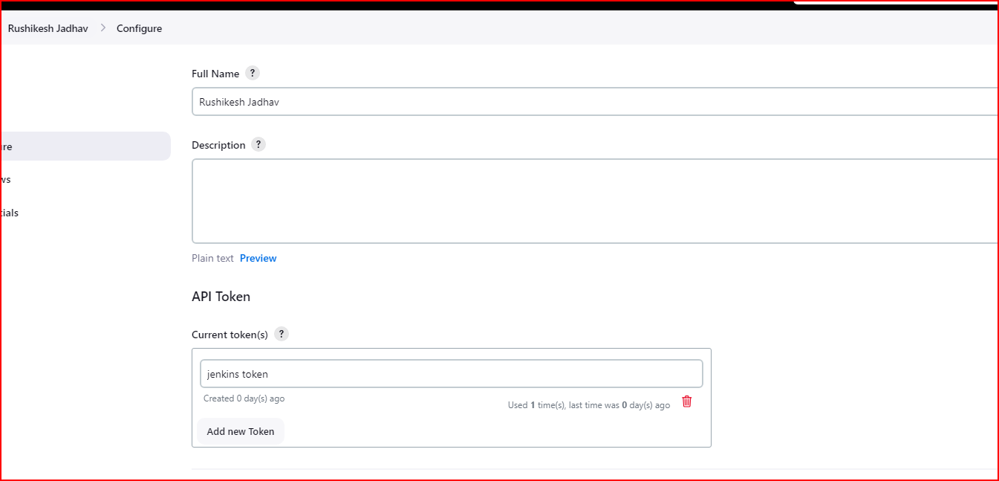 Rushikesh Jadhav > Configure
Full Name ?
Rushikesh Jadhav
Description ?
re
ws
tials
Plain text Preview
API Token
Current token(s) ?
jenkins token
Created 0 day(s) ago
Used 1 time(s), last time was 0 day(s) ago
Add new Token